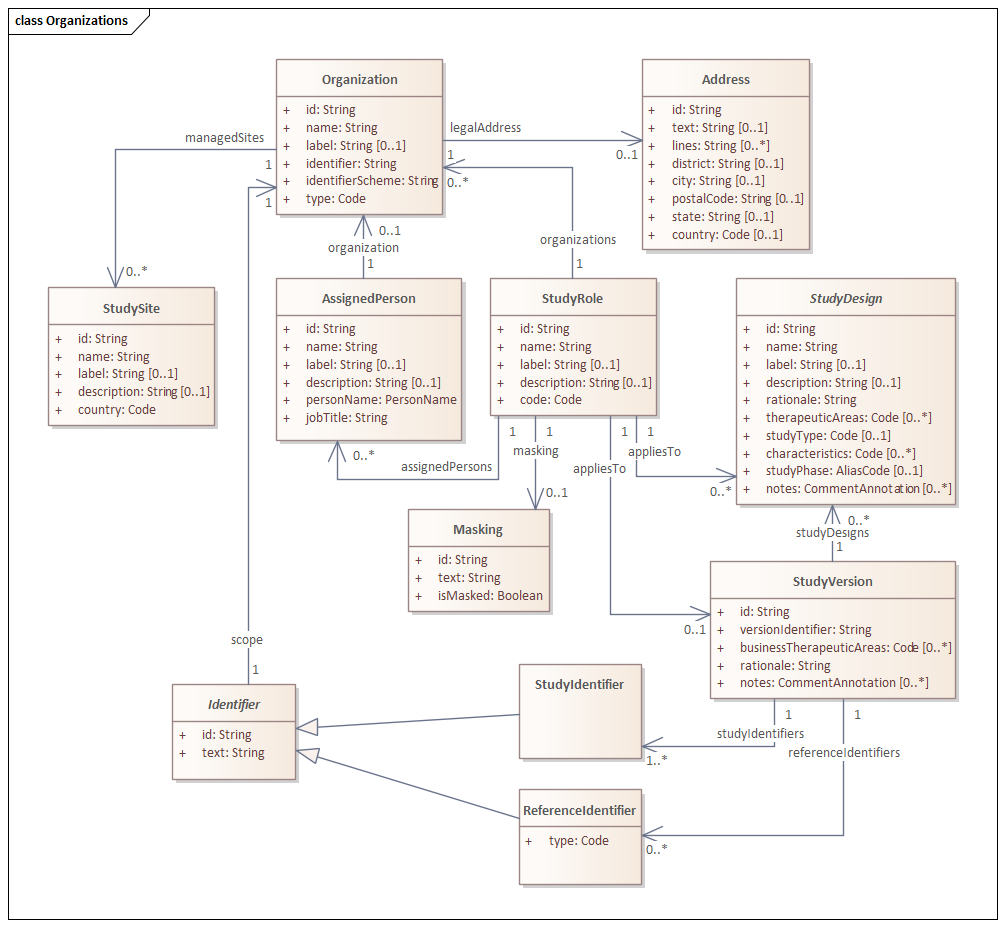 class Organizations
Organization
+ id: String
+ name: String
+ label: String [0..1]
+ identifier: String
+ identifierScheme: String
+ type: Code
Address
+ id: String
+ text: String [0..1]
+ lines: String [0..*]
+ district: String [0..1]
+ city: String [0..1]
+ postalCode: String [0..1]
+ state: String [0..1]
+ country: Code [0..1]
managedSites
1
legalAddress
1
0..1
0..*
1
0..1
organization
1
organizations
1
0..*
StudySite
+ id: String
+ name: String
+ label: String [0..1]
+ description: String [0..1]
+ country: Code
AssignedPerson
+ id: String
+ name: String
+ label: String [0..1]
+ description: String [0..1]
+ personName: PersonName
+ jobTitle: String
StudyRole
+ id: String
+ name: String
+ label: String [0..1]
+ description: String [0..1]
+ code: Code
StudyDesign
+ id: String
+ name: String
+ label: String [0..1]
+ description: String [0..1]
+ rationale: String
+ therapeuticAreas: Code [0..*]
+ studyType: Code [0..1]
+ characteristics: Code [0..*]
+ studyPhase: AliasCode [0..1]
+ notes: CommentAnnotation [0..*]
0..*
assignedPersons
1
1
masking
0..1
1
appliesTo
1
appliesTo
0..*
0..*
studyDesigns
1
Masking
+ id: String
+ text: String
+ isMasked: Boolean
StudyVersion
+ id: String
+ versionIdentifier: String
+ businessTherapeuticAreas: Code [0..*]
+ rationale: String
+ notes: CommentAnnotation [0..*]
0..1
scope
1
Identifier
+ id: String
+ text: String
StudyIdentifier
1
studyIdentifiers
1..*
1
referenceIdentifiers
0..*
ReferenceIdentifier
+ type: Code